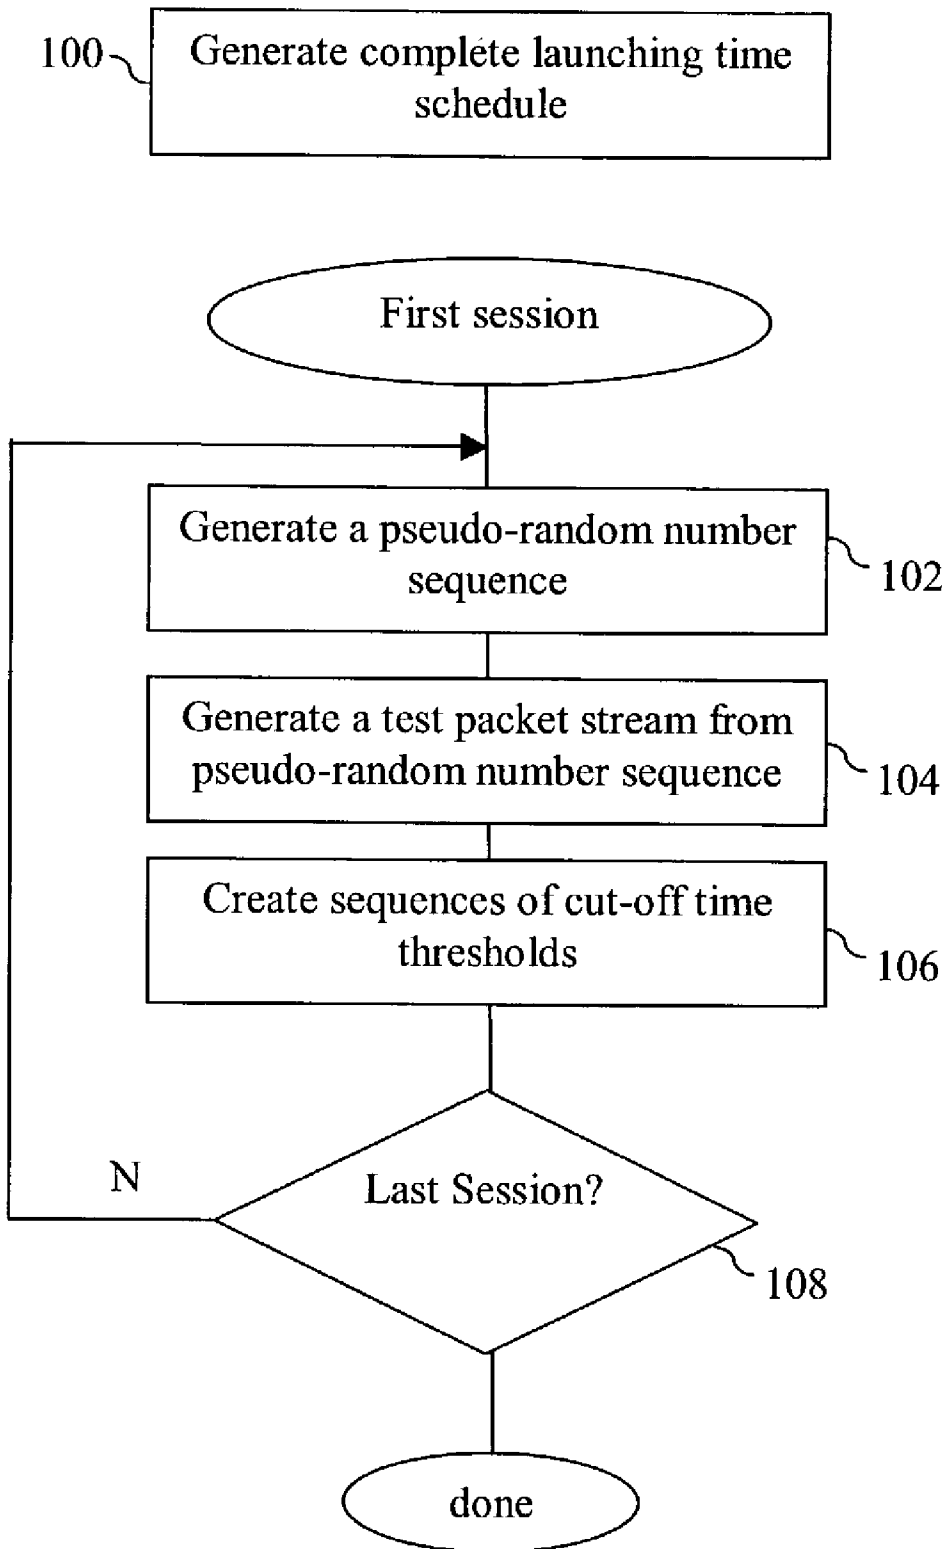 100
Generate complete launching time
schedule
First session
Generate a pseudo-random number
sequence
102
Generate a test packet stream from
pseudo-random number sequence
104
Create sequences of cut-off time
thresholds
106
N
Last Session?
108
done